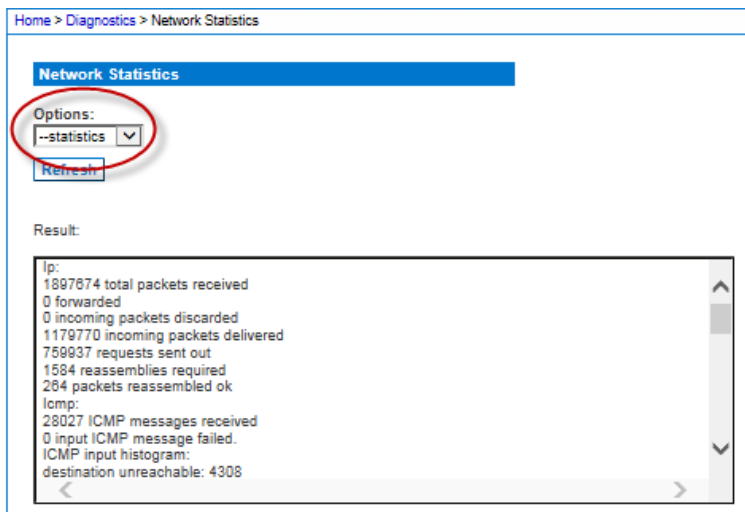 Home > Diagnostics > Network Statistics
Network Statistics
Options:
--statistics
Refresh
Result:
Ip:
1897674 total packets received
0 forwarded
0 incoming packets discarded
1179770 incoming packets delivered
759937 requests sent out
1584 reassemblies required
264 packets reassembled ok
Icmp:
28027 ICMP messages received
0 input ICMP message failed.
ICMP input histogram:
destination unreachable: 4308